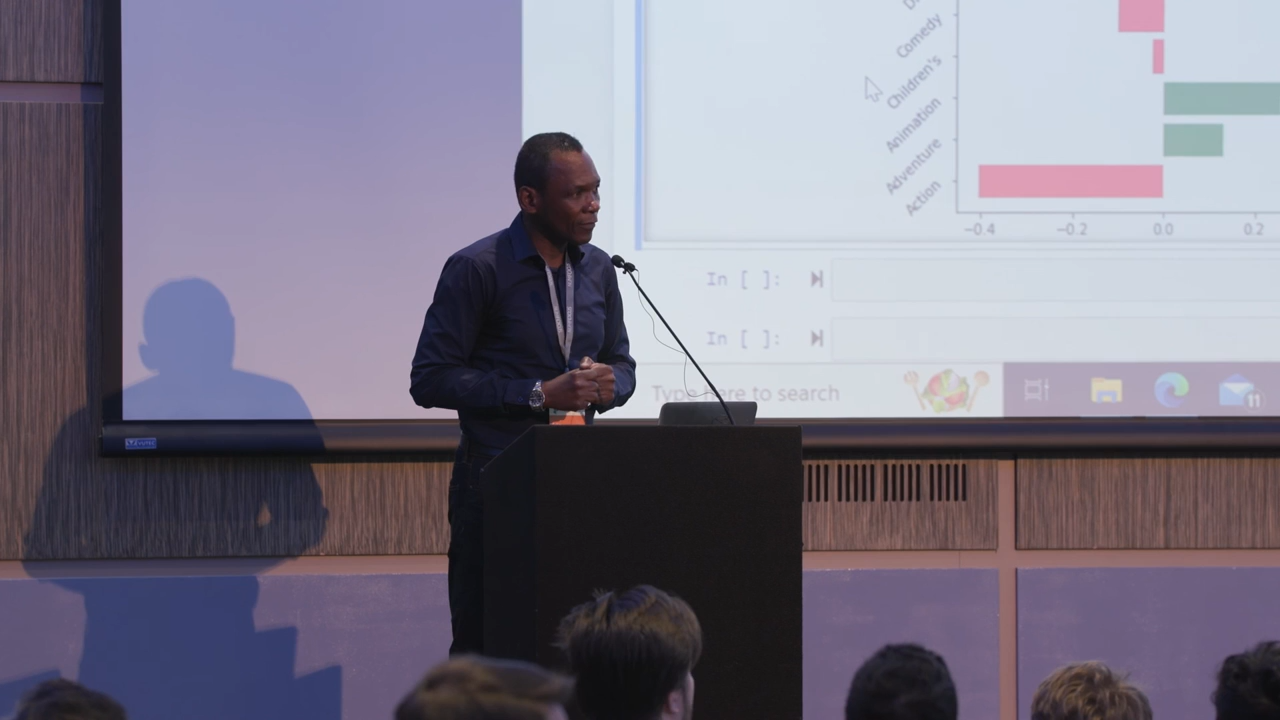 Comedy
Children's
Animation
Adventure
Action
−0.4 −0.2 0.0 0.2
In [ ]:
In [ ]:
Type here to search
11